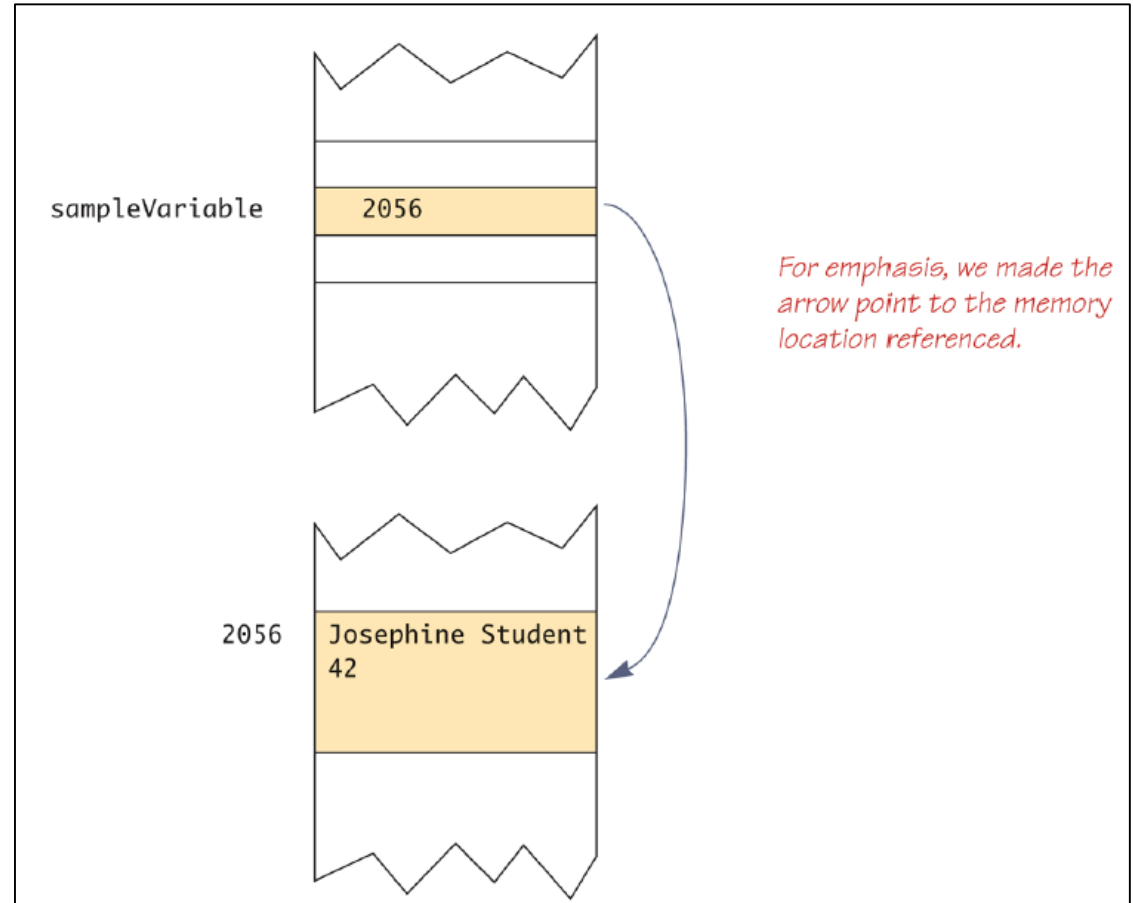 sampleVariable 2056
For emphasis, we made the
arrow point to the memory
location referenced.
2056 Josephine Student
42